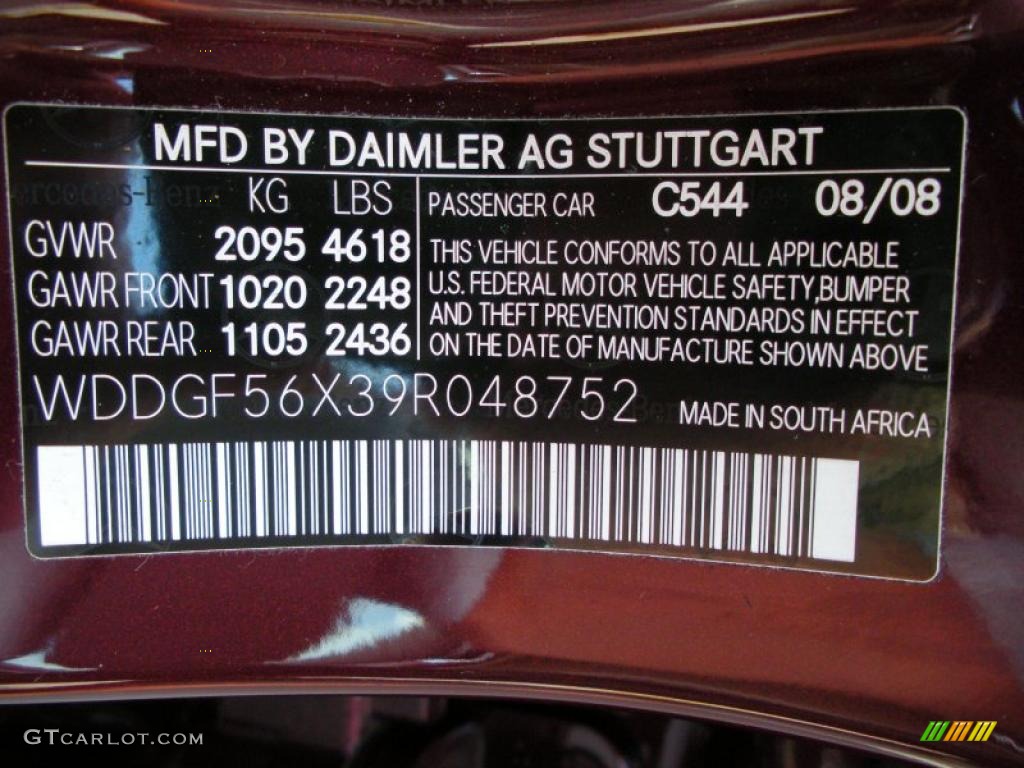 MFD BY DAIMLER AG STUTTGART
KG LBS
GVWR 2095 4618
GAWR FRONT 1020 2248
GAWR REAR 1105 2436
PASSENGER CAR C544 08/08
THIS VEHICLE CONFORMS TO ALL APPLICABLE
U.S. FEDERAL MOTOR VEHICLE SAFETY,BUMPER
AND THEFT PREVENTION STANDARDS IN EFFECT
ON THE DATE OF MANUFACTURE SHOWN ABOVE
WDDGF56X39R048752 MADE IN SOUTH AFRICA
GTCARLOT.COM